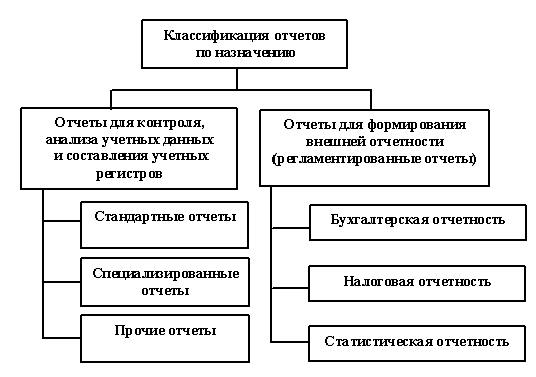 Классификация отчетов
по назначению
Отчеты для контроля,
анализа учетных данных
и составления учетных
регистров
Стандартные отчеты
Специализированные
отчеты
Прочие отчеты
Отчеты для формирования
внешней отчетности
(регламентированные отчеты)
Бухгалтерская отчетность
Налоговая отчетность
Статистическая отчетность